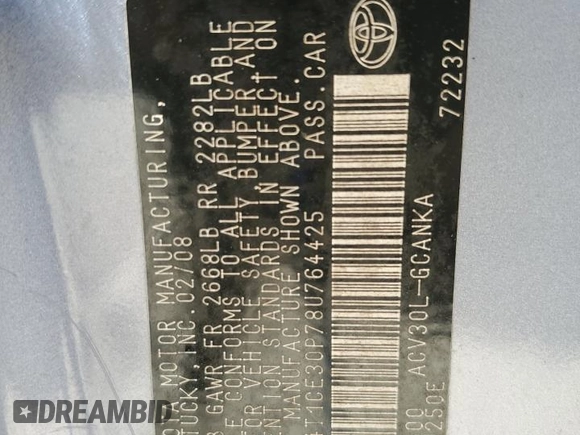 MOTOR MANUFACTURING,
INC. 02/08
GAWR FR 2668LB RR 2282LB
CONFORMS TO ALL APPLICABLE
VEHICLE SAFETY, BUMPER, AND
STANDARDS IN EFFECT ON
MANUFACTURE SHOWN ABOVE.
4T1CE30P78U764425 PASS.CAR
ACV30L-GCANKA
250E 72232
DREAMBID